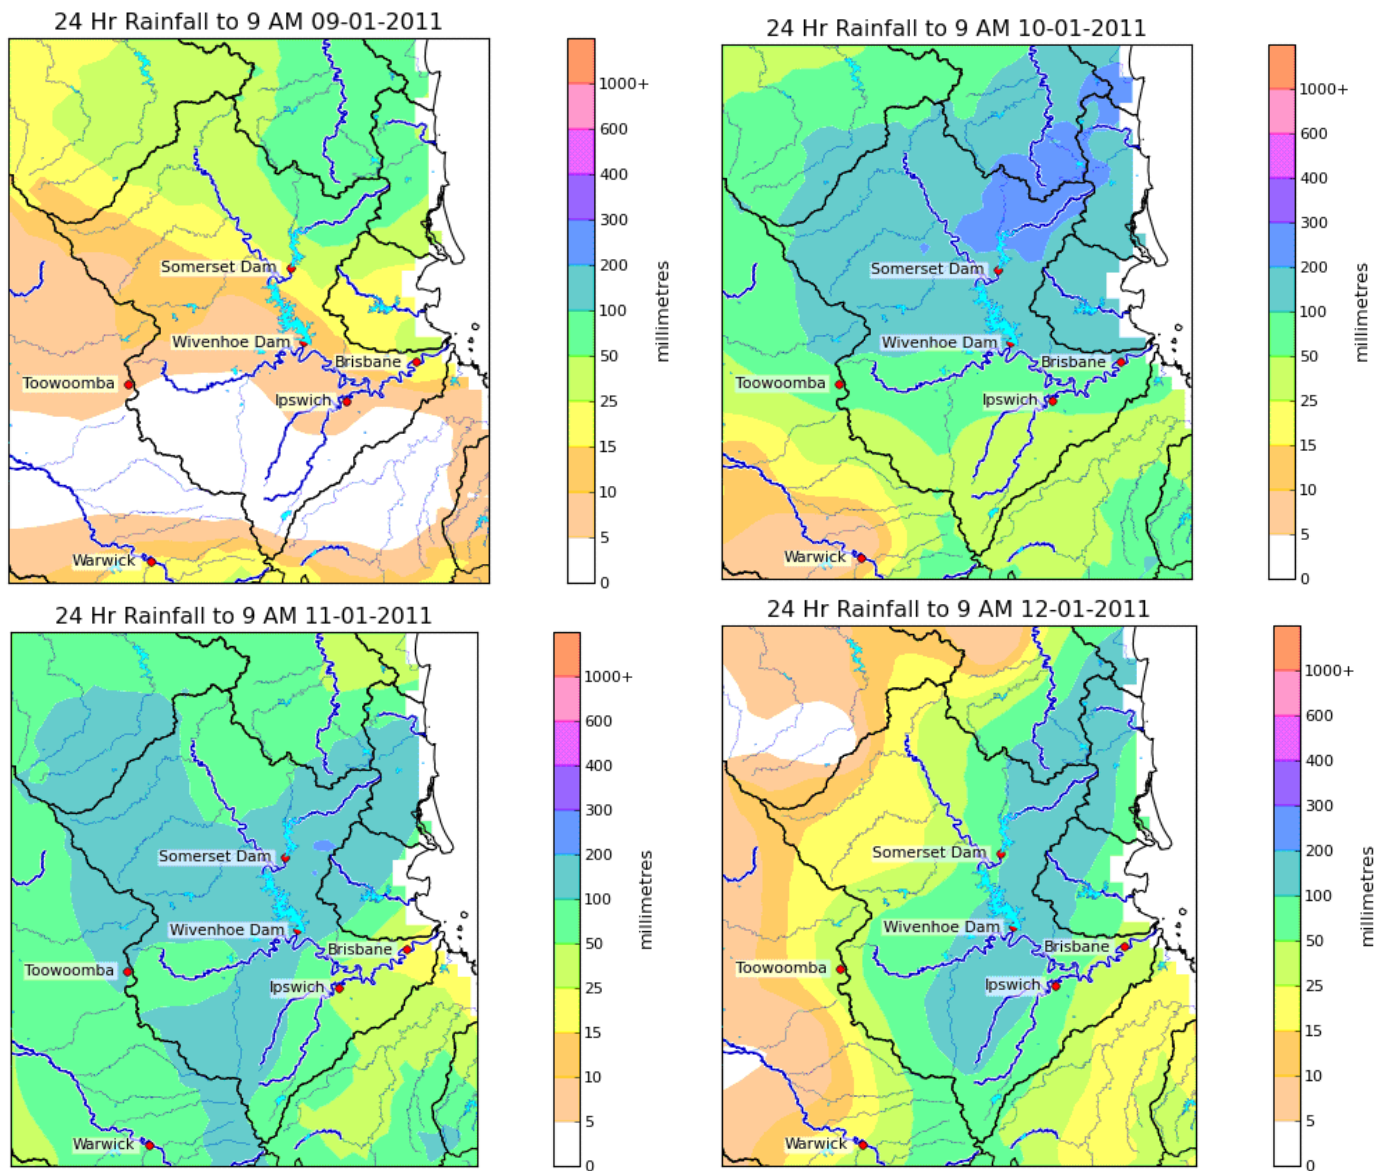 24 Hr Rainfall to 9 AM 09-01-2011
1000+
600
400
300
200
100
50
25
15
10
5
0
millimetres
Somerset Dam
Wivenhoe Dam
Brisbane
Toowoomba
Ipswich
Warwick
24 Hr Rainfall to 9 AM 10-01-2011
1000+
600
400
300
200
100
50
25
15
10
5
0
millimetres
Somerset Dam
Wivenhoe Dam
Brisbane
Toowoomba
Ipswich
Warwick
24 Hr Rainfall to 9 AM 11-01-2011
1000+
600
400
300
200
100
50
25
15
10
5
0
millimetres
Somerset Dam
Wivenhoe Dam
Brisbane
Toowoomba
Ipswich
Warwick
24 Hr Rainfall to 9 AM 12-01-2011
1000+
600
400
300
200
100
50
25
15
10
5
0
millimetres
Somerset Dam
Wivenhoe Dam
Brisbane
Toowoomba
Ipswich
Warwick